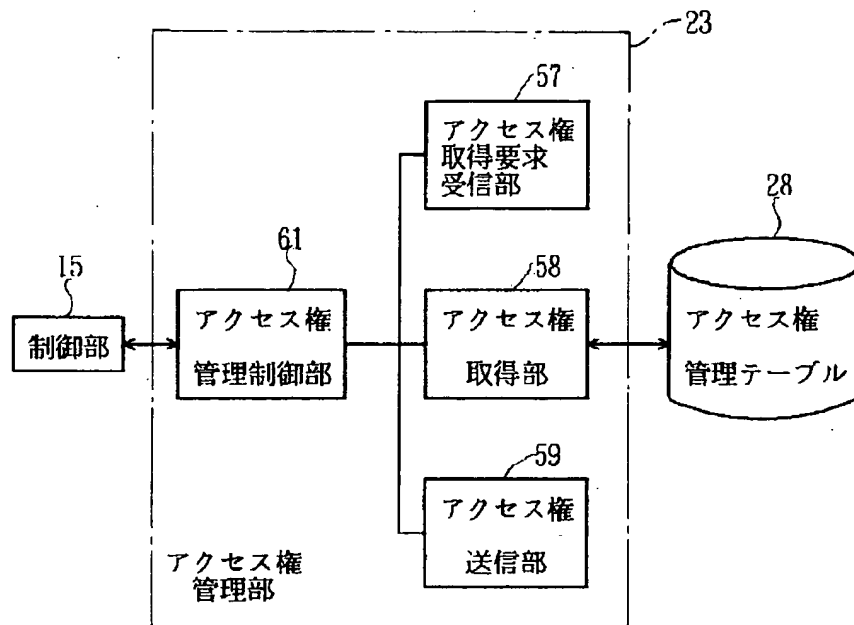 23
57
アクセス権
取得要求
受信部
28
61
58
15
アクセス権
管理制御部
アクセス権
取得部
アクセス権
管理テーブル
制御部
59
アクセス権
送信部
アクセス権
管理部